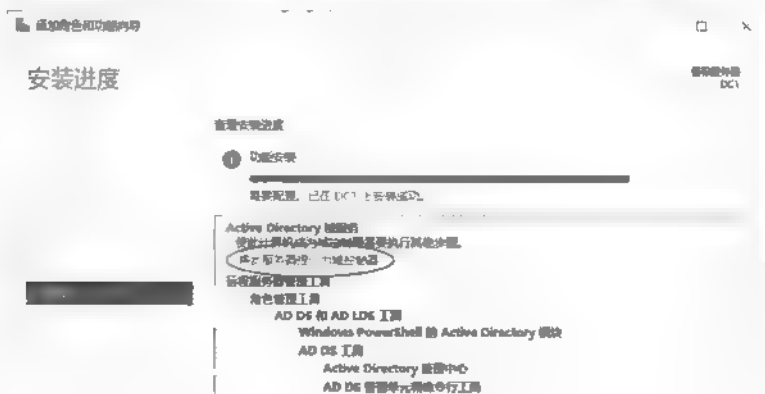 添加角色和功能向导
安装进度
目标服务器
DC1
查看安装进度
功能安装
需要配置。已在 DC1 上安装成功。
Active Directory 域服务
使此计算机成为域控制器需要执行其他步骤。
将此服务器提升为域控制器
远程服务器管理工具
角色管理工具
AD DS 和 AD LDS 工具
Windows PowerShell 的 Active Directory 模块
AD DS 工具
Active Directory 管理中心
AD DS 管理单元和命令行工具